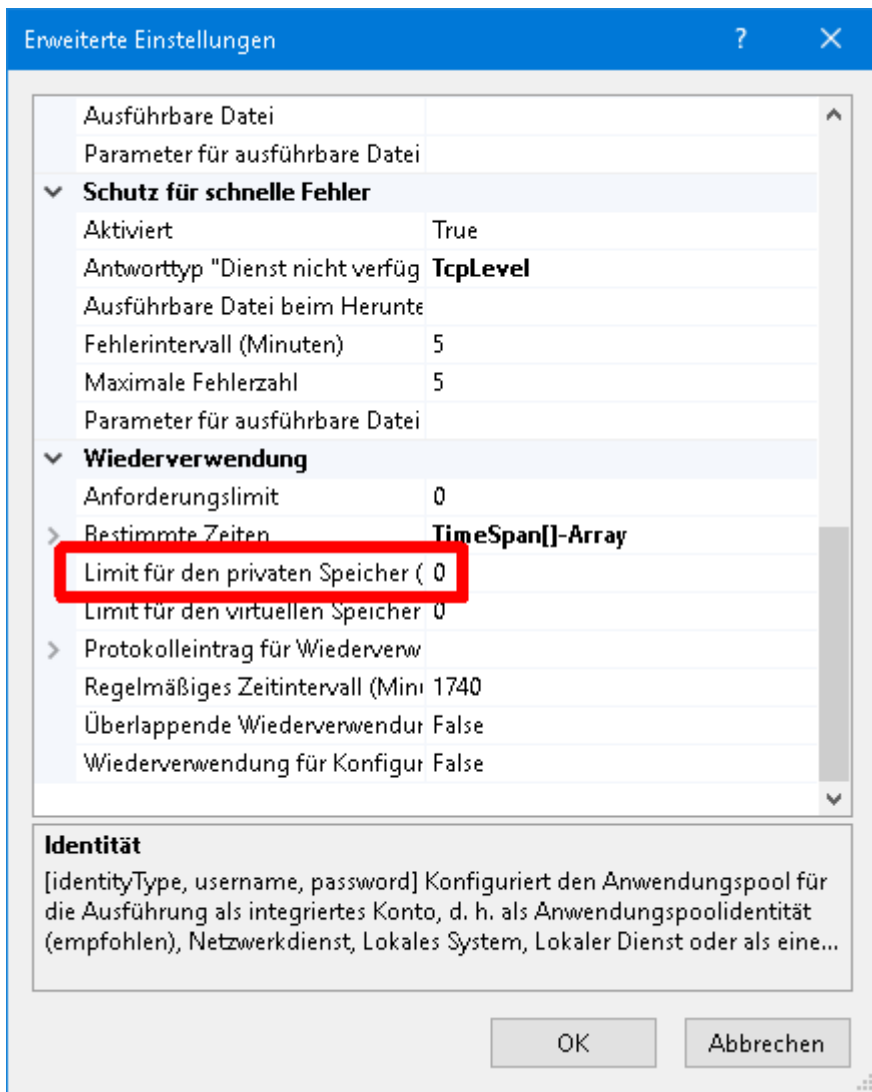 Erweiterte Einstellungen ? ×
Ausführbare Datei
Parameter für ausführbare Datei
Schutz für schnelle Fehler
Aktiviert True
Antworttyp "Dienst nicht verfüg TcpLevel
Ausführbare Datei beim Herunte
Fehlerintervall (Minuten) 5
Maximale Fehlerzahl 5
Parameter für ausführbare Datei
Wiederverwendung
Anforderungslimit 0
Bestimmte Zeiten TimeSpan[]-Array
Limit für den privaten Speicher ( 0
Limit für den virtuellen Speicher 0
Protokolleintrag für Wiederverw
Regelmäßiges Zeitintervall (Minu 1740
Überlappende Wiederverwendur False
Wiederverwendung für Konfigur False
Identität
[identityType, username, password] Konfiguriert den Anwendungspool für
die Ausführung als integriertes Konto, d. h. als Anwendungspoolidentität
(empfohlen), Netzwerkdienst, Lokales System, Lokaler Dienst oder als eine...
OK Abbrechen